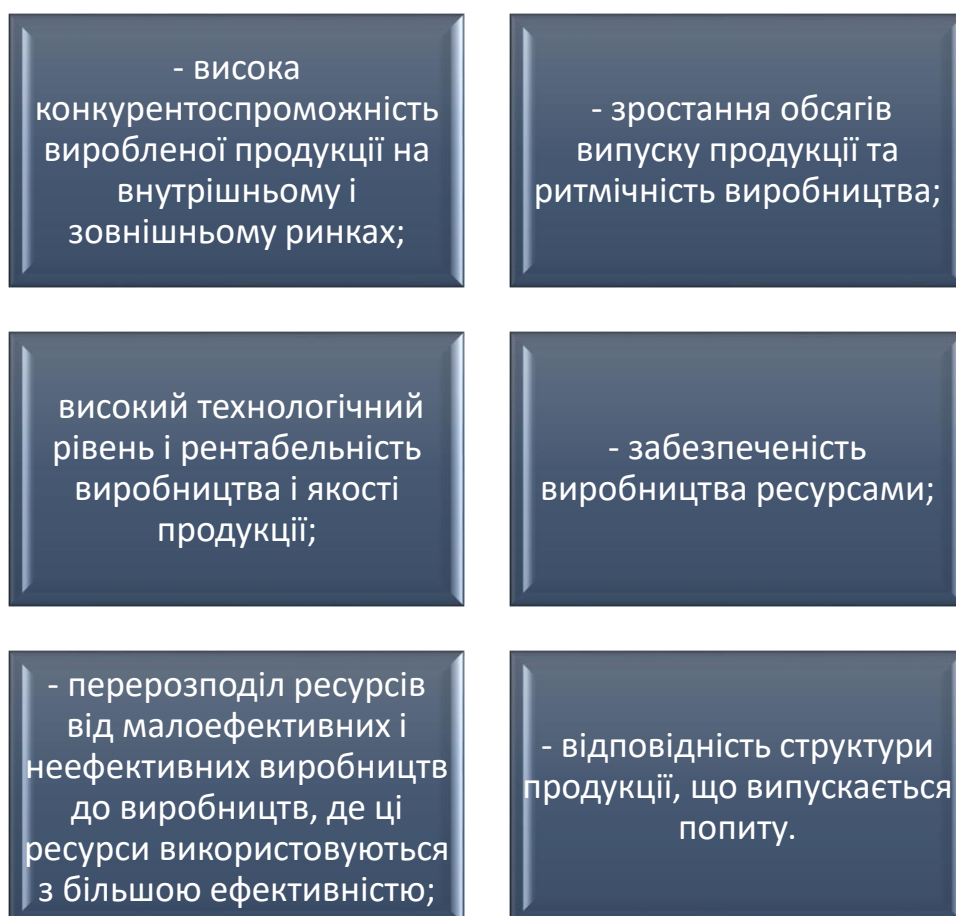 - висока
конкурентоспроможність
виробленої продукції на
внутрішньому і
зовнішньому ринках;
- зростання обсягів
випуску продукції та
ритмічність виробництва;
високий технологічний
рівень і рентабельність
виробництва і якості
продукції;
- забезпеченість
виробництва ресурсами;
- перерозподіл ресурсів
від малоефективних і
неефективних виробництв
до виробництв, де ці
ресурси використовуються
з більшою ефективністю;
- відповідність структури
продукції, що випускається
попиту.